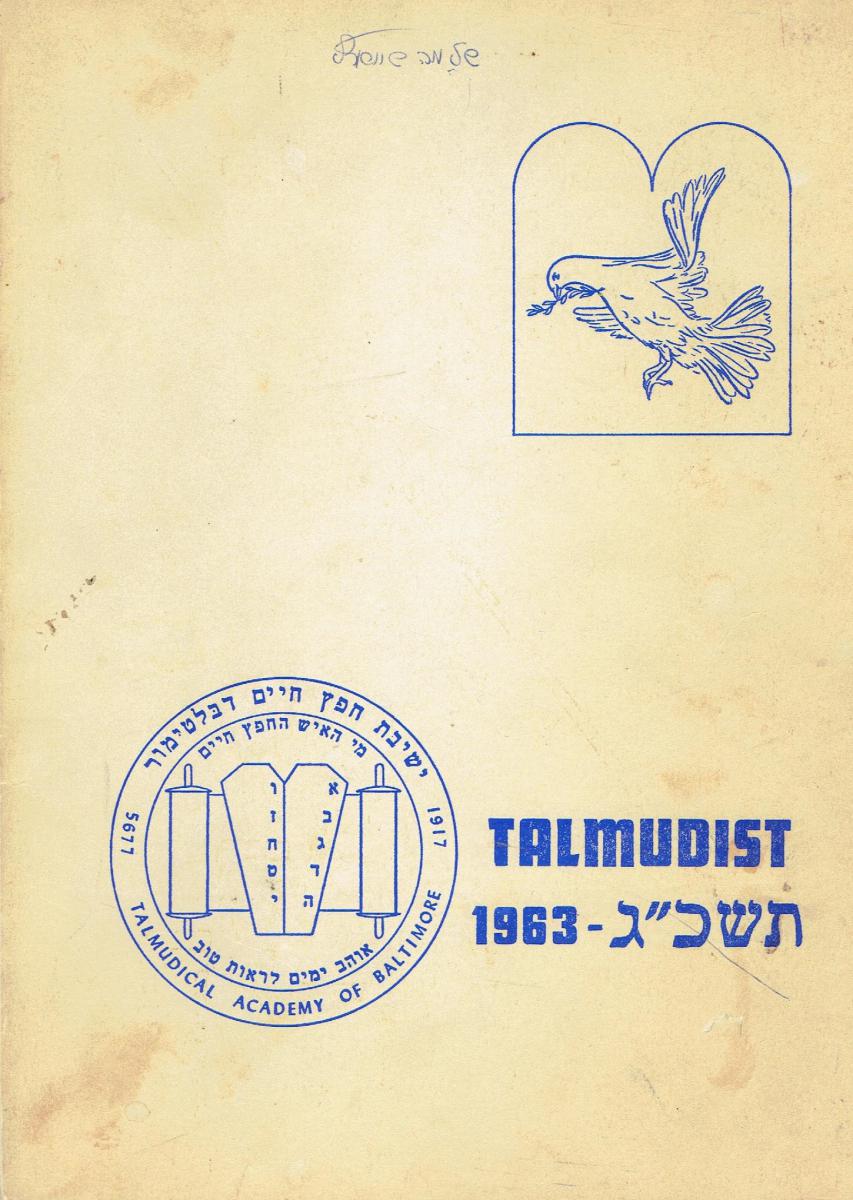 שלמה
ישיבת חפץ חיים דבלטימור
מי האיש החפץ חיים
א ו
ב ז
ג ח
ד ט
ה י
5677
1917
אוהב ימים לראות טוב
TALMUDICAL ACADEMY OF BALTIMORE
TALMUDIST
1963 - תשכ״ג